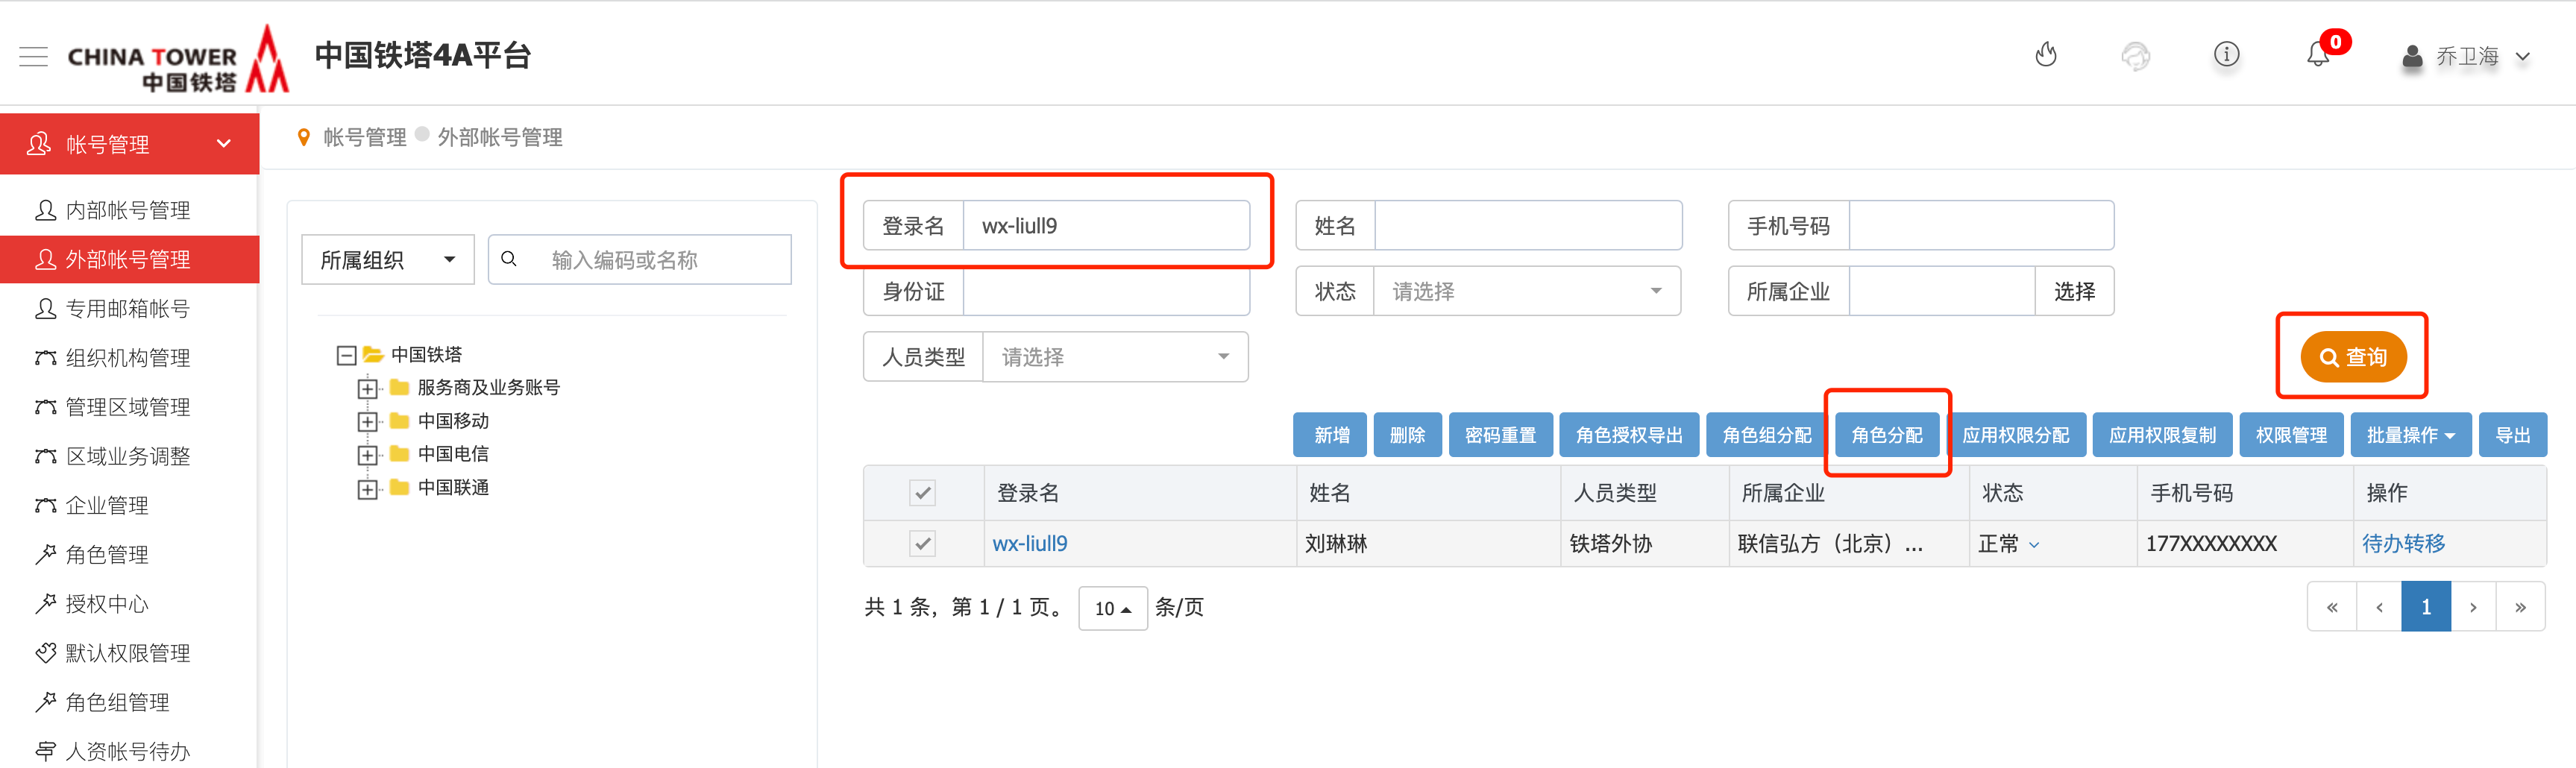 CHINA TOWER
中国铁塔
中国铁塔4A平台
0
乔卫海
帐号管理
帐号管理 外部帐号管理
内部帐号管理
外部帐号管理
专用邮箱帐号
组织机构管理
管理区域管理
区域业务调整
企业管理
角色管理
授权中心
默认权限管理
角色组管理
人资帐号待办
所属组织 输入编码或名称
中国铁塔
服务商及业务账号
中国移动
中国电信
中国联通
登录名 wx-liull9 姓名 手机号码
身份证 状态 请选择 所属企业 选择
人员类型 请选择 查询
新增 删除 密码重置 角色授权导出 角色组分配 角色分配 应用权限分配 应用权限复制 权限管理 批量操作 导出
登录名 姓名 人员类型 所属企业 状态 手机号码 操作
wx-liull9 刘琳琳 铁塔外协 联信弘方（北京）... 正常 177XXXXXXXX 待办转移
共 1 条，第 1 / 1 页。 10 条/页 « ‹ 1 › »